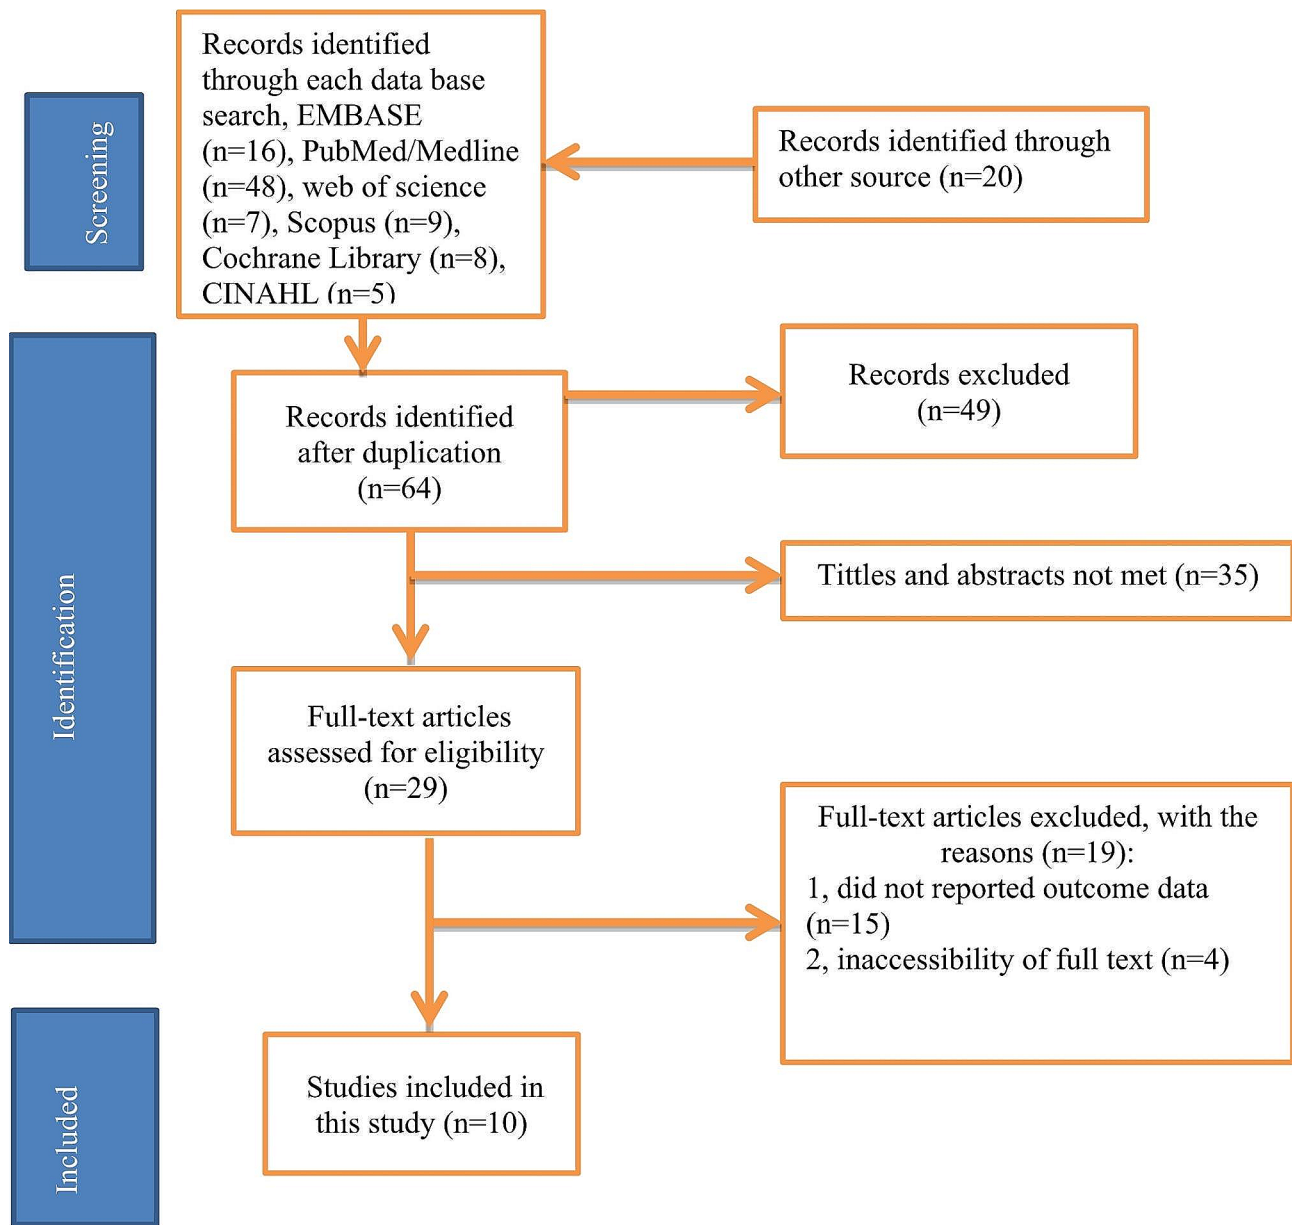 Screening
Records identified
through each data base
search, EMBASE
(n=16), PubMed/Medline
(n=48), web of science
(n=7), Scopus (n=9),
Cochrane Library (n=8),
CINAHL (n=5)
Records identified through
other source (n=20)
Identification
Records identified
after duplication
(n=64)
Records excluded
(n=49)
Tittles and abstracts not met (n=35)
Full-text articles
assessed for eligibility
(n=29)
Full-text articles excluded, with the
reasons (n=19):
1, did not reported outcome data
(n=15)
2, inaccessibility of full text (n=4)
Included
Studies included in
this study (n=10)